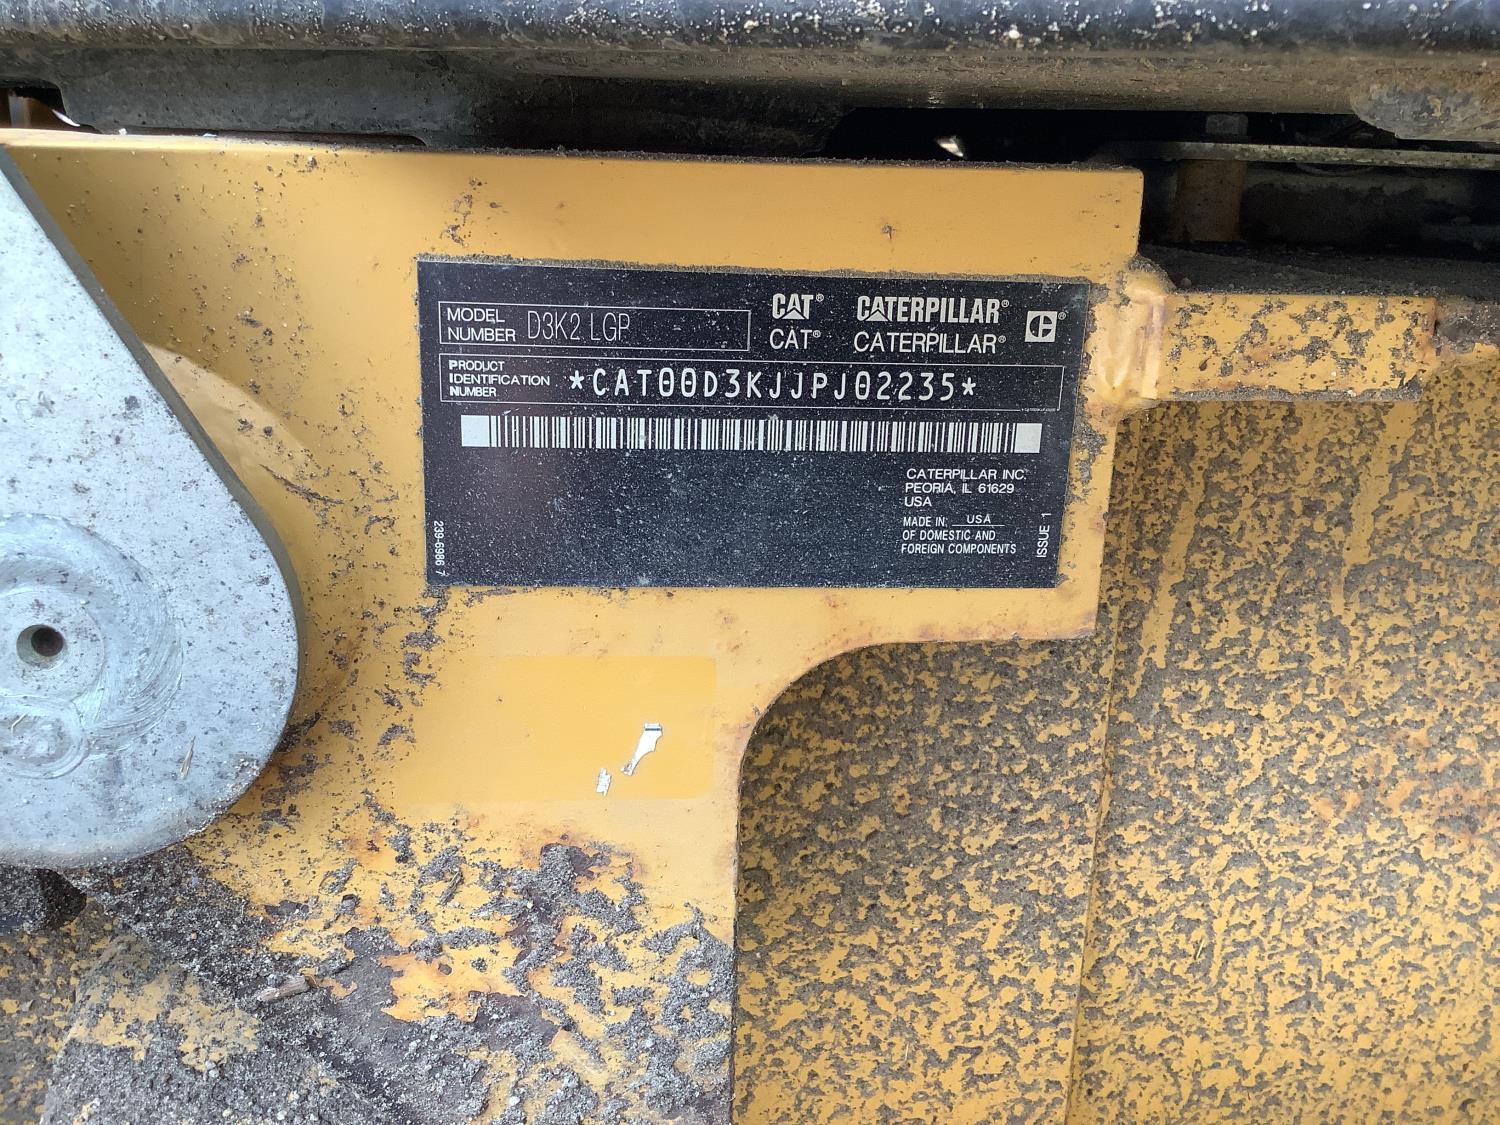 MODEL NUMBER D3K2 LGP
CAT® CATERPILLAR® C®
CAT® CATERPILLAR®
PRODUCT IDENTIFICATION NUMBER *CAT00D3KJJPJ02235*
CATERPILLAR INC.
PEORIA, IL 61629
USA
MADE IN: USA
OF DOMESTIC AND
FOREIGN COMPONENTS
ISSUE 1
239-6986 7